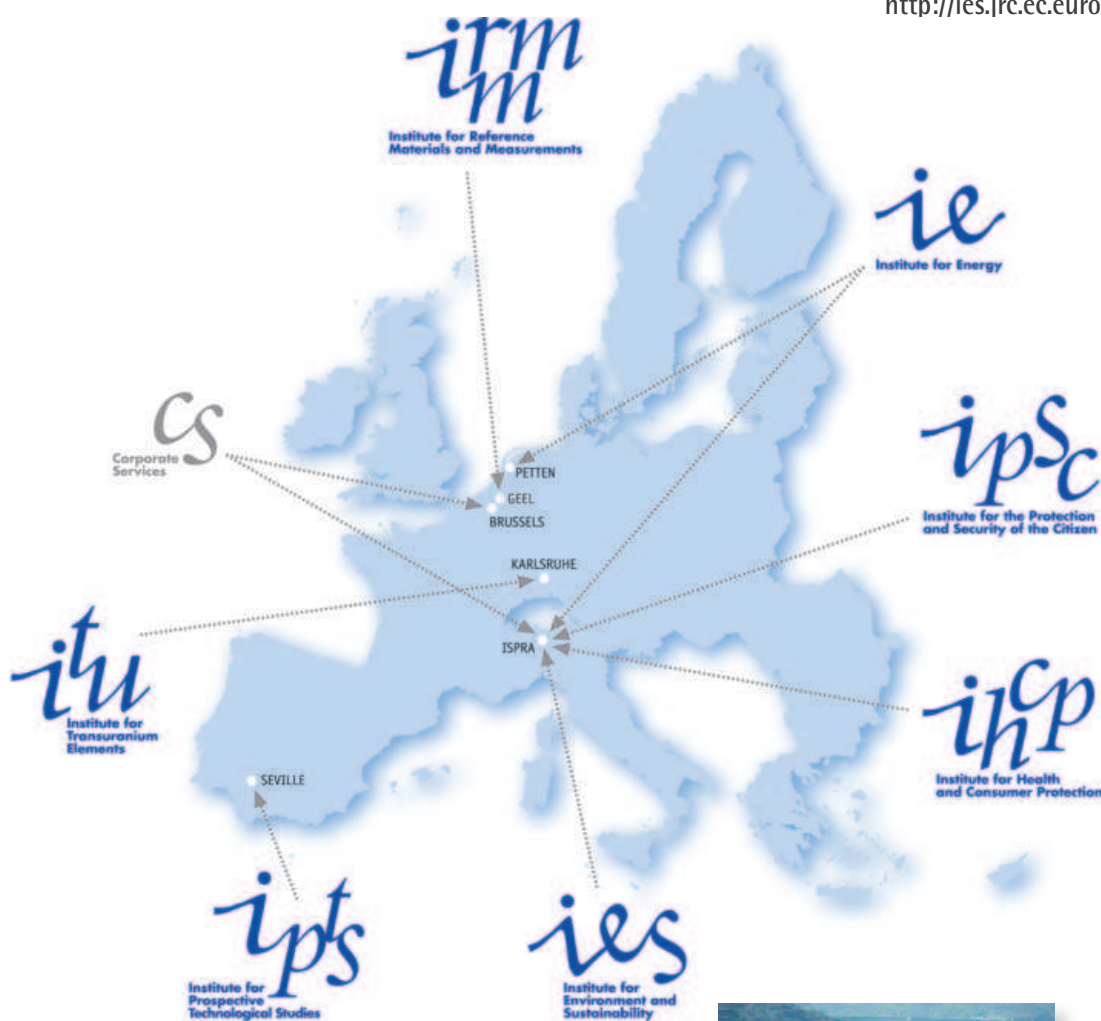 http://ies.jrc.ec.euro
irmm
Institute for Reference
Materials and Measurements
ie
Institute for Energy
cs
Corporate
Services
ipsc
Institute for the Protection
and Security of the Citizen
PETTEN
GEEL
BRUSSELS
KARLSRUHE
ISPRA
itu
Institute for
Transuranium
Elements
ihcp
Institute for Health
and Consumer Protection
SEVILLE
ipts
Institute for
Prospective
Technological Studies
ies
Institute for
Environment and
Sustainability